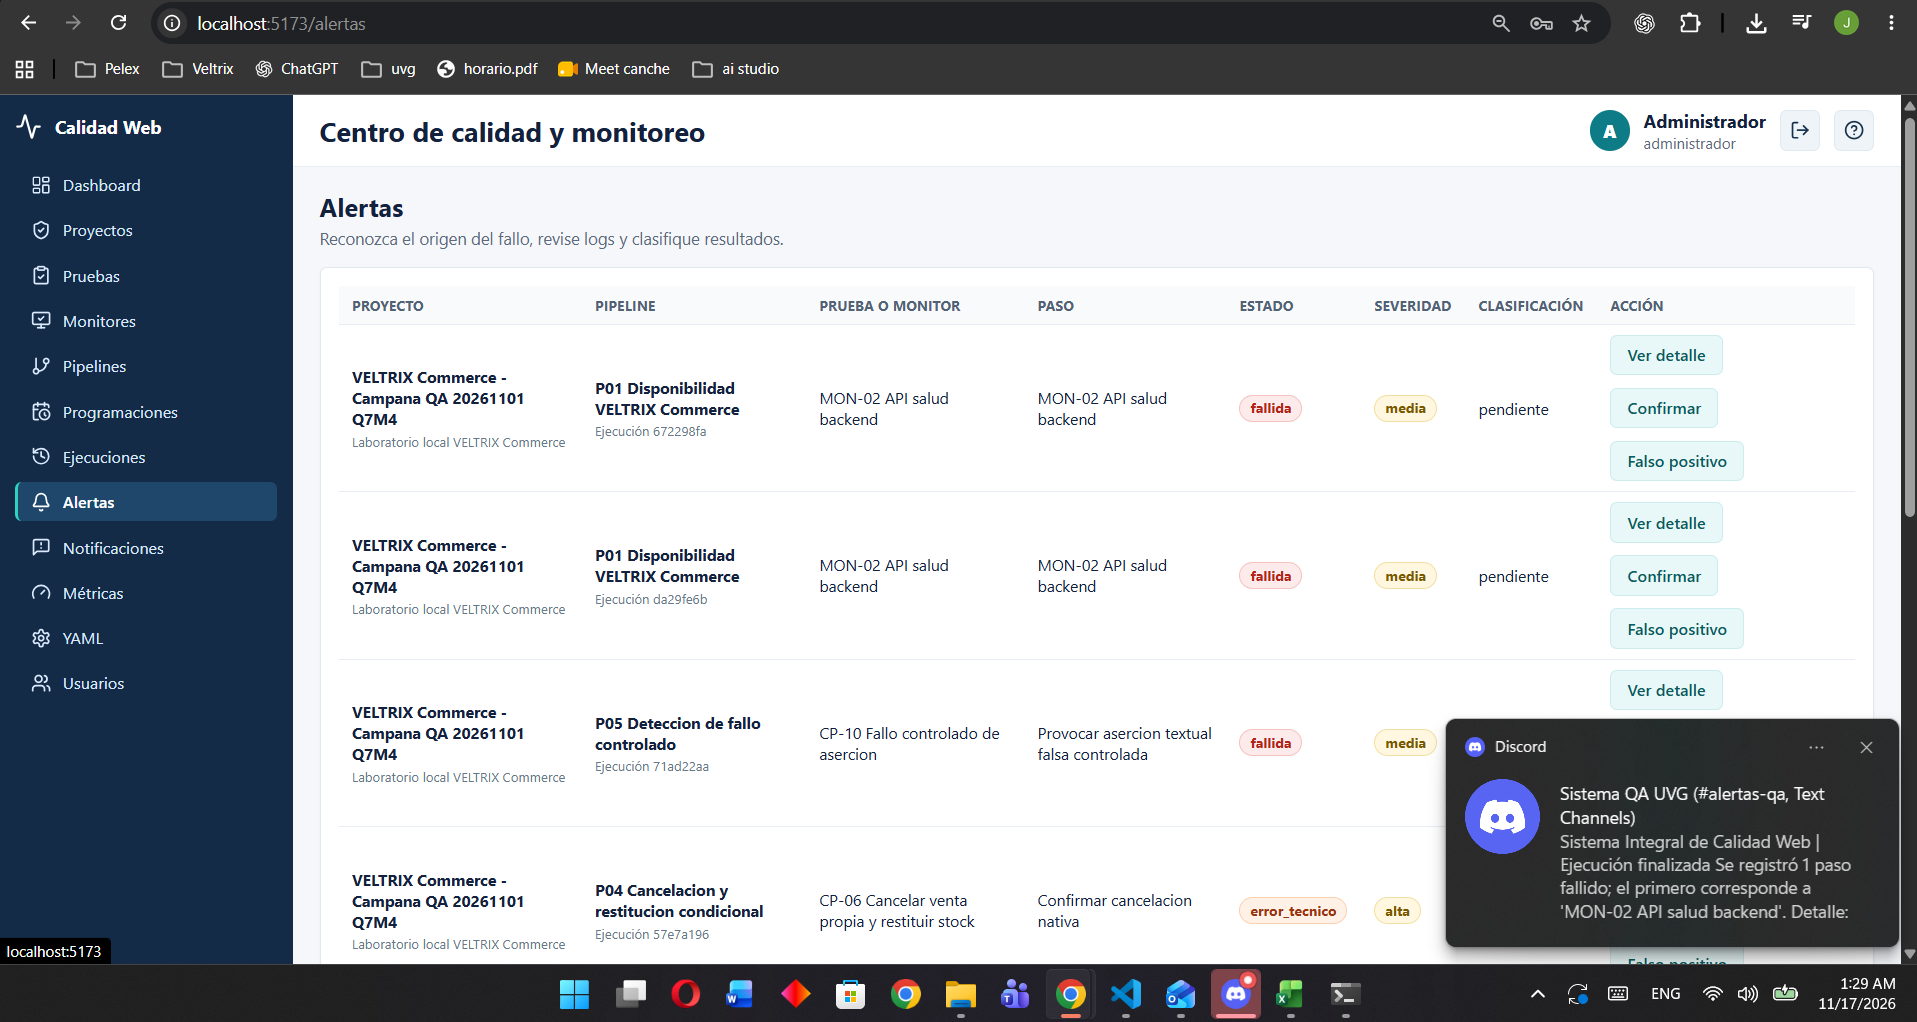 localhost:5173/alertas
J
Pelex
Veltrix
ChatGPT
uvg
horario.pdf
Meet canche
ai studio
Calidad Web
Dashboard
Proyectos
Pruebas
Monitores
Pipelines
Programaciones
Ejecuciones
Alertas
Notificaciones
Métricas
YAML
Usuarios
localhost:5173
Centro de calidad y monitoreo
A
Administrador
administrador
Alertas
Reconozca el origen del fallo, revise logs y clasifique resultados.
PROYECTO PIPELINE PRUEBA O MONITOR PASO ESTADO SEVERIDAD CLASIFICACIÓN ACCIÓN
VELTRIX Commerce -
Campana QA 20261101
Q7M4
Laboratorio local VELTRIX Commerce
P01 Disponibilidad
VELTRIX Commerce
Ejecución 672298fa
MON-02 API salud
backend
MON-02 API salud
backend
fallida
media
pendiente
Ver detalle
Confirmar
Falso positivo
VELTRIX Commerce -
Campana QA 20261101
Q7M4
Laboratorio local VELTRIX Commerce
P01 Disponibilidad
VELTRIX Commerce
Ejecución da29fe6b
MON-02 API salud
backend
MON-02 API salud
backend
fallida
media
pendiente
Ver detalle
Confirmar
Falso positivo
VELTRIX Commerce -
Campana QA 20261101
Q7M4
Laboratorio local VELTRIX Commerce
P05 Deteccion de fallo
controlado
Ejecución 71ad22aa
CP-10 Fallo controlado de
asercion
Provocar asercion textual
falsa controlada
fallida
media
Ver detalle
VELTRIX Commerce -
Campana QA 20261101
Q7M4
Laboratorio local VELTRIX Commerce
P04 Cancelacion y
restitucion condicional
Ejecución 57e7a196
CP-06 Cancelar venta
propia y restituir stock
Confirmar cancelacion
nativa
error_tecnico
alta
Falso positivo
Discord
Sistema QA UVG (#alertas-qa, Text
Channels)
Sistema Integral de Calidad Web |
Ejecución finalizada Se registró 1 paso
fallido; el primero corresponde a
'MON-02 API salud backend'. Detalle:
ENG
1:29 AM
11/17/2026